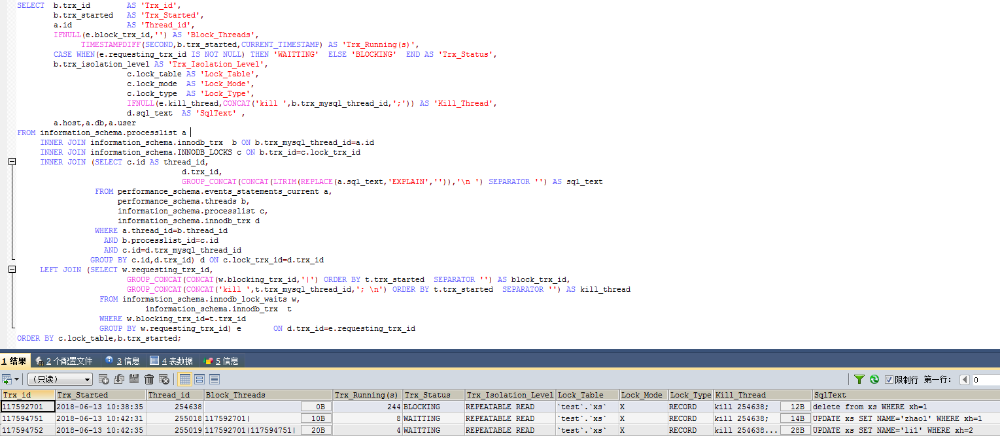 SELECT  b.trx_id        AS 'Trx_id',
        b.trx_started   AS 'Trx_Started',
        a.id            AS 'Thread_id',
        IFNULL(e.block_trx_id,'') AS 'Block_Threads',
              TIMESTAMPDIFF(SECOND,b.trx_started,CURRENT_TIMESTAMP) AS 'Trx_Running(s)',
        CASE WHEN(e.requesting_trx_id IS NOT NULL) THEN 'WAITTING'  ELSE 'BLOCKING'  END AS 'Trx_Status',
        b.trx_isolation_level AS 'Trx_Isolation_Level',
                        c.lock_table AS 'Lock_Table',
                        c.lock_mode  AS 'Lock_Mode',
                        c.lock_type  AS 'Lock_Type',
                        IFNULL(e.kill_thread,CONCAT('kill ',b.trx_mysql_thread_id,';')) AS 'Kill_Thread',
                        d.sql_text  AS 'SqlText' ,
        a.host,a.db,a.user
FROM information_schema.processlist a
     INNER JOIN information_schema.innodb_trx  b ON b.trx_mysql_thread_id=a.id
     INNER JOIN information_schema.INNODB_LOCKS c ON b.trx_id=c.lock_trx_id
     INNER JOIN (SELECT c.id AS thread_id,
                                    d.trx_id,
                                    GROUP_CONCAT(CONCAT(LTRIM(REPLACE(a.sql_text,'EXPLAIN','')),'\n ') SEPARATOR '') AS sql_text
                 FROM performance_schema.events_statements_current a,
                      performance_schema.threads b,
                      information_schema.processlist c,
                      information_schema.innodb_trx d
                 WHERE a.thread_id=b.thread_id
                   AND b.processlist_id=c.id
                   AND c.id=d.trx_mysql_thread_id
                GROUP BY c.id,d.trx_id) d ON c.lock_trx_id=d.trx_id
     LEFT JOIN (SELECT w.requesting_trx_id,
                        GROUP_CONCAT(CONCAT(w.blocking_trx_id,'|') ORDER BY t.trx_started  SEPARATOR '') AS block_trx_id,
                        GROUP_CONCAT(CONCAT('kill ',t.trx_mysql_thread_id,'; \n') ORDER BY t.trx_started  SEPARATOR '') AS kill_thread
                  FROM information_schema.innodb_lock_waits w,
                            information_schema.innodb_trx  t
                  WHERE w.blocking_trx_id=t.trx_id
                  GROUP BY w.requesting_trx_id) e       ON d.trx_id=e.requesting_trx_id
ORDER BY c.lock_table,b.trx_started;
1 结果 2 个配置文件 3 信息 4 表数据 5 信息
(只读) 限制行 第一行: 0
Trx_id Trx_Started Thread_id Block_Threads Trx_Running(s) Trx_Status Trx_Isolation_Level Lock_Table Lock_Mode Lock_Type Kill_Thread SqlText
117592701 2018-06-13 10:38:35 254638 0B 244 BLOCKING REPEATABLE READ `test`.`xs` X RECORD kill 254638; 12B delete from xs WHERE xh=1
117594751 2018-06-13 10:42:31 255018 117592701| 10B 8 WAITTING REPEATABLE READ `test`.`xs` X RECORD kill 254638; 14B UPDATE xs SET NAME='zhao1' WHERE xh=1
117594752 2018-06-13 10:42:35 255019 117592701|117594751| 20B 4 WAITTING REPEATABLE READ `test`.`xs` X RECORD kill 254638... 28B UPDATE xs SET NAME='li1' WHERE xh=2